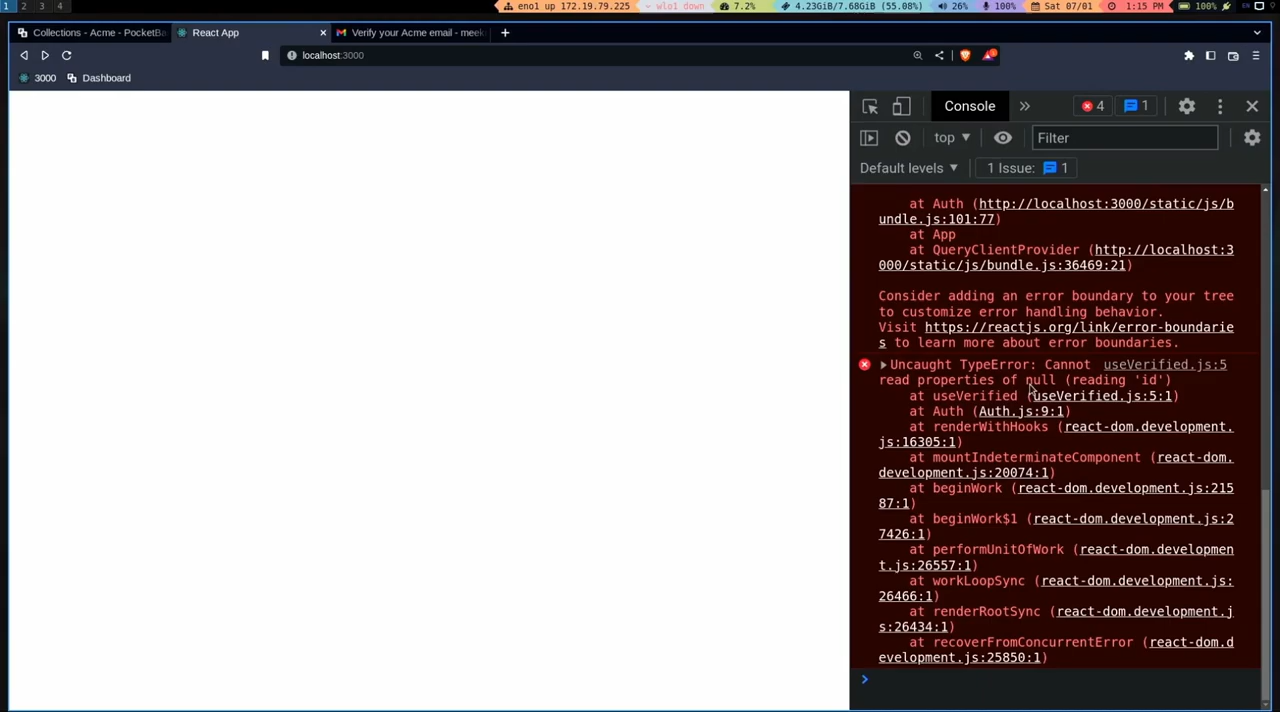 1 2 3 4 eno1 up 172.19.79.225 wlo1 down 7.2% 4.23GiB/7.68GiB (55.08%) 26% 100% Sat 07/01 1:15 PM 100% EN
Collections - Acme - PocketBa React App Verify your Acme email - meek
localhost:3000
3000 Dashboard
Console 4 1
top Filter
Default levels 1 Issue: 1
at Auth (http://localhost:3000/static/js/b
undle.js:101:77)
at App
at QueryClientProvider (http://localhost:3
000/static/js/bundle.js:36469:21)
Consider adding an error boundary to your tree
to customize error handling behavior.
Visit https://reactjs.org/link/error-boundarie
s to learn more about error boundaries.
Uncaught TypeError: Cannot useVerified.js:5
read properties of null (reading 'id')
at useVerified (useVerified.js:5:1)
at Auth (Auth.js:9:1)
at renderWithHooks (react-dom.development.
js:16305:1)
at mountIndeterminateComponent (react-dom.
development.js:20074:1)
at beginWork (react-dom.development.js:215
87:1)
at beginWork$1 (react-dom.development.js:2
7426:1)
at performUnitOfWork (react-dom.developmen
t.js:26557:1)
at workLoopSync (react-dom.development.js:
26466:1)
at renderRootSync (react-dom.development.j
s:26434:1)
at recoverFromConcurrentError (react-dom.d
evelopment.js:25850:1)